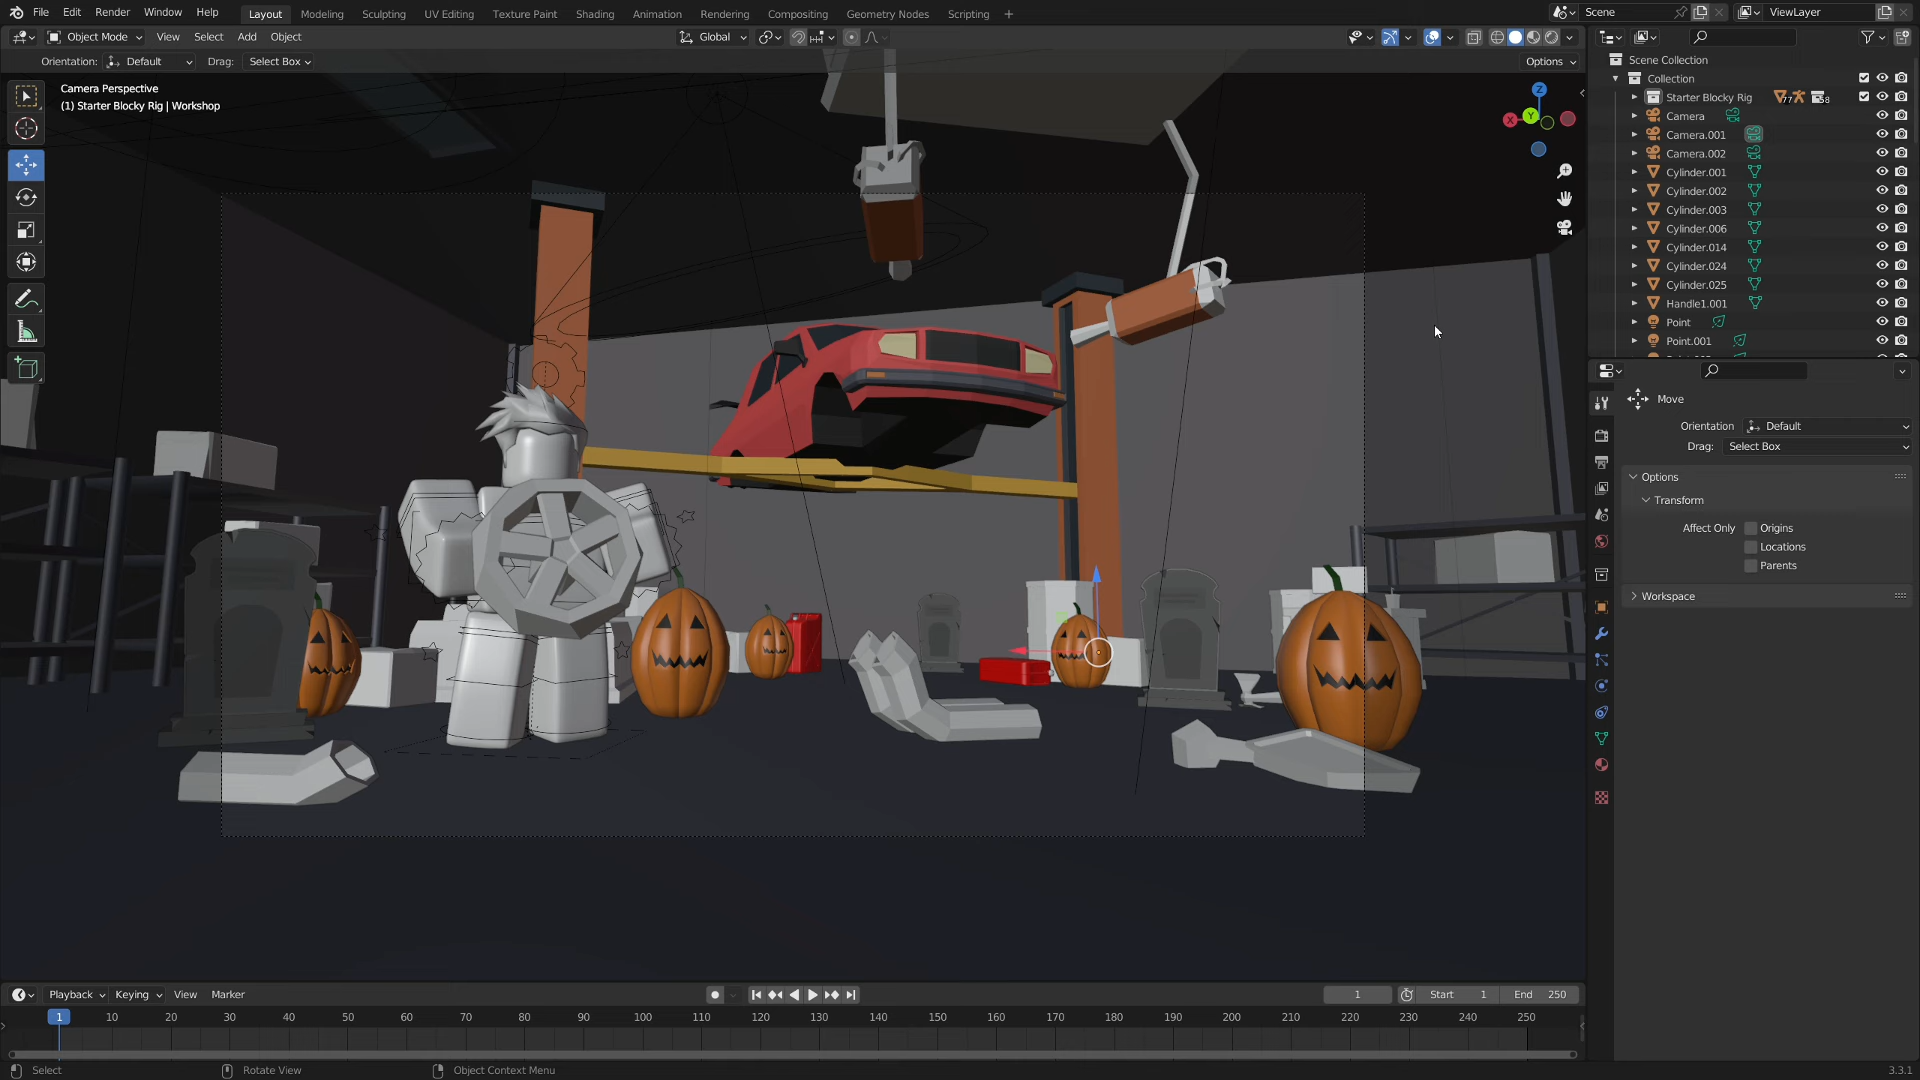 File Edit Render Window Help Layout Modeling Sculpting UV Editing Texture Paint Shading Animation Rendering Compositing Geometry Nodes Scripting + Scene ViewLayer
Object Mode View Select Add Object Global
Orientation: Default Drag: Select Box Options
Camera Perspective
(1) Starter Blocky Rig | Workshop
Z
X
Y
Scene Collection
Collection
Starter Blocky Rig 77 58
Camera
Camera.001
Camera.002
Cylinder.001
Cylinder.002
Cylinder.003
Cylinder.006
Cylinder.014
Cylinder.024
Cylinder.025
Handle1.001
Point
Point.001
Move
Orientation Default
Drag: Select Box
Options
Transform
Affect Only Origins
Locations
Parents
Workspace
Playback Keying View Marker 1 Start 1 End 250
1 10 20 30 40 50 60 70 80 90 100 110 120 130 140 150 160 170 180 190 200 210 220 230 240 250
Select Rotate View Object Context Menu 3.3.1